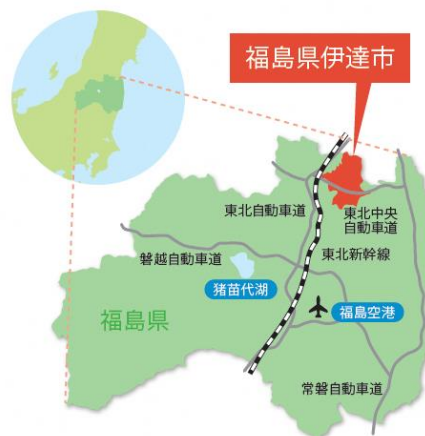 福島県伊達市
東北自動車道
東北中央
自動車道
磐越自動車道
東北新幹線
猪苗代湖
福島空港
福島県
常磐自動車道